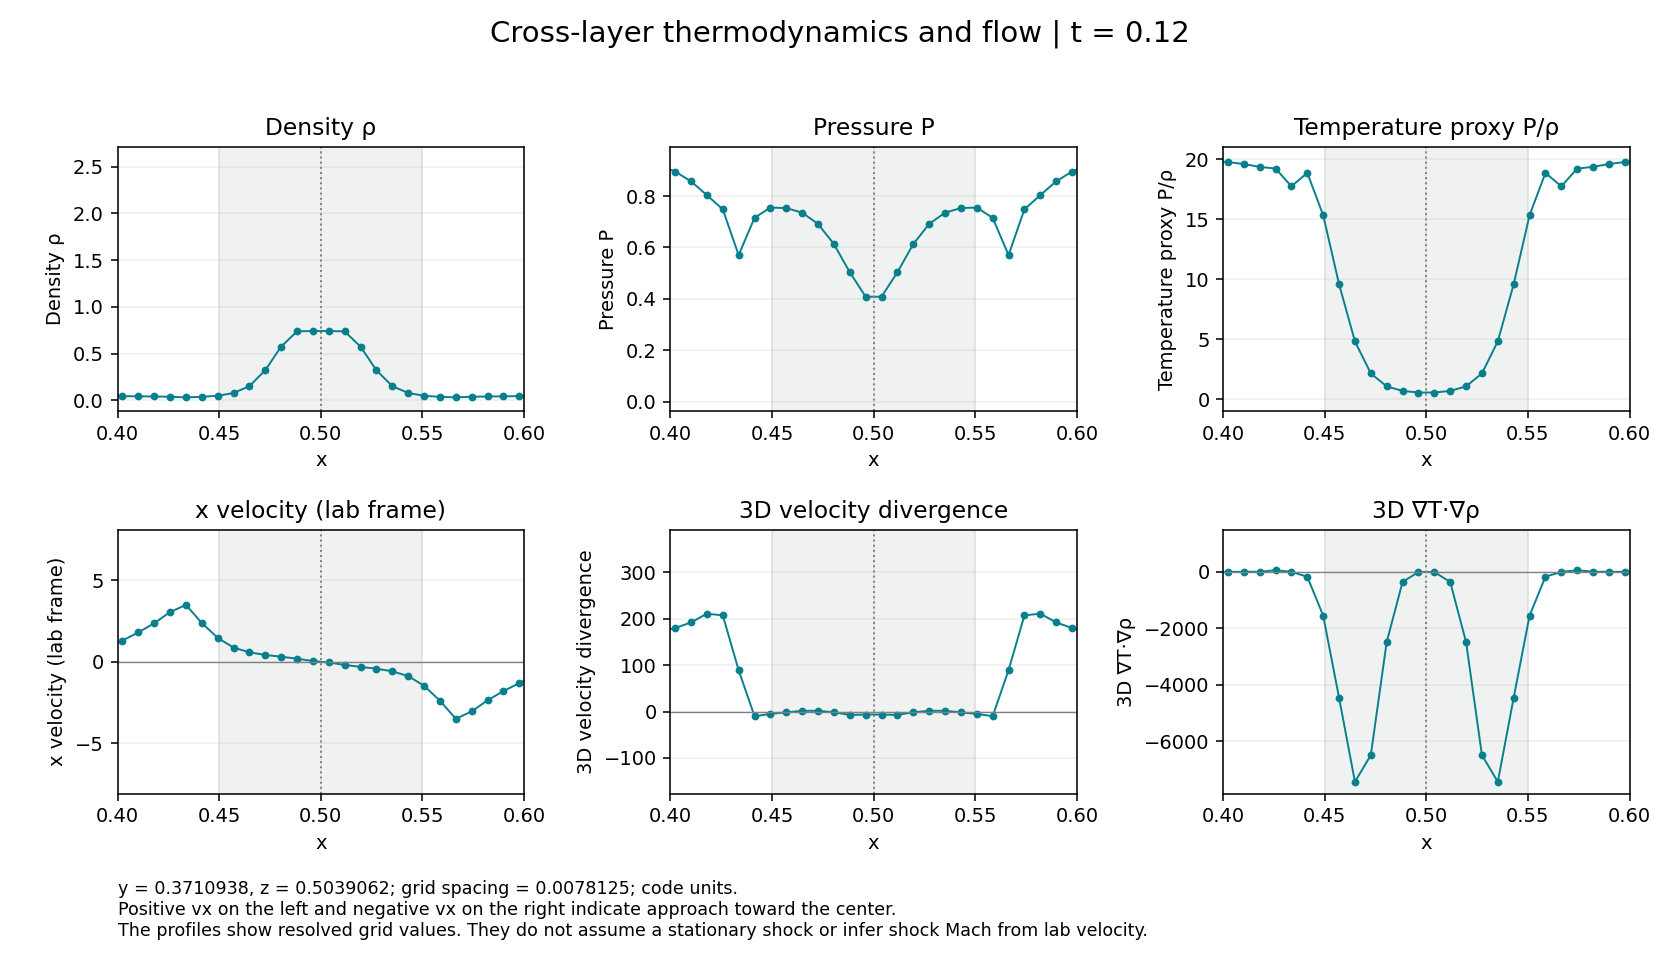 Cross-layer thermodynamics and flow | t = 0.12
Density ρ
Density ρ
2.5
2.0
1.5
1.0
0.5
0.0
0.40 0.45 0.50 0.55 0.60
x
Pressure P
Pressure P
0.8
0.6
0.4
0.2
0.0
0.40 0.45 0.50 0.55 0.60
x
Temperature proxy P/ρ
Temperature proxy P/ρ
20
15
10
5
0
0.40 0.45 0.50 0.55 0.60
x
x velocity (lab frame)
x velocity (lab frame)
5
0
−5
0.40 0.45 0.50 0.55 0.60
x
3D velocity divergence
3D velocity divergence
300
200
100
0
−100
0.40 0.45 0.50 0.55 0.60
x
3D ∇T·∇ρ
3D ∇T·∇ρ
0
−2000
−4000
−6000
0.40 0.45 0.50 0.55 0.60
x
y = 0.3710938, z = 0.5039062; grid spacing = 0.0078125; code units.
Positive vx on the left and negative vx on the right indicate approach toward the center.
The profiles show resolved grid values. They do not assume a stationary shock or infer shock Mach from lab velocity.